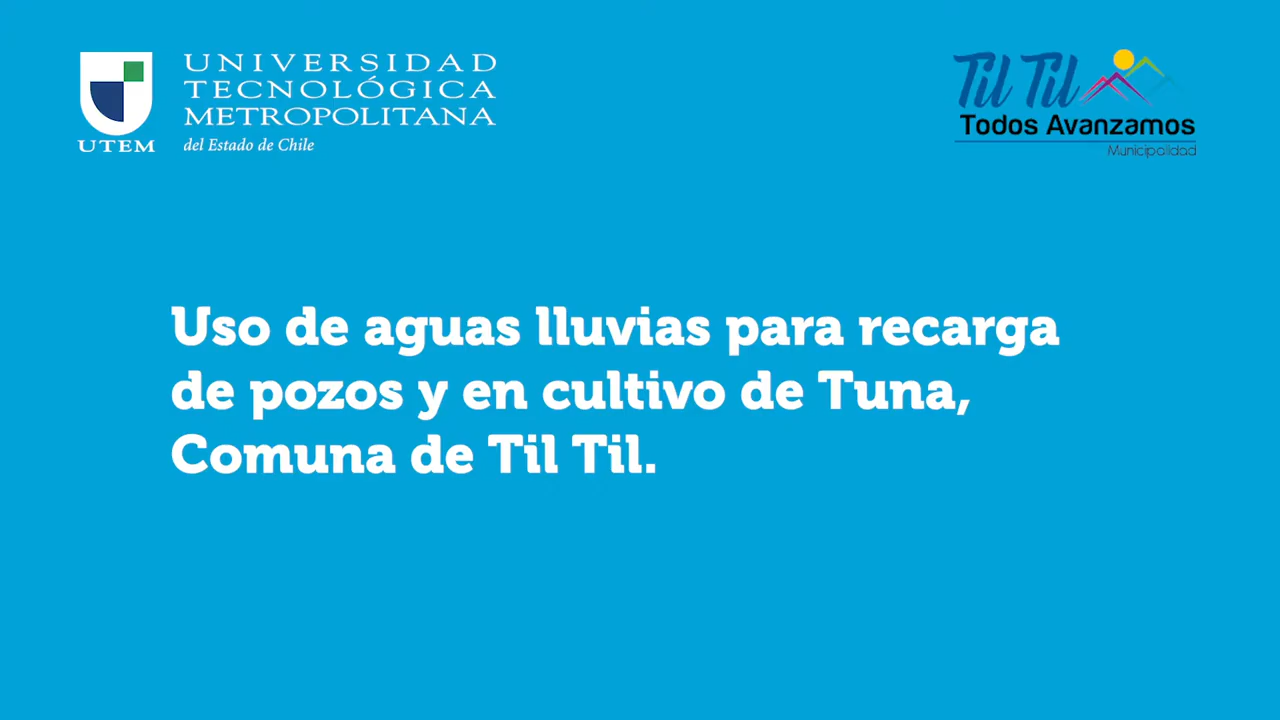 UNIVERSIDAD
TECNOLÓGICA
METROPOLITANA
del Estado de Chile
UTEM
Til Til
Todos Avanzamos
Municipalidad
Uso de aguas lluvias para recarga
de pozos y en cultivo de Tuna,
Comuna de Til Til.